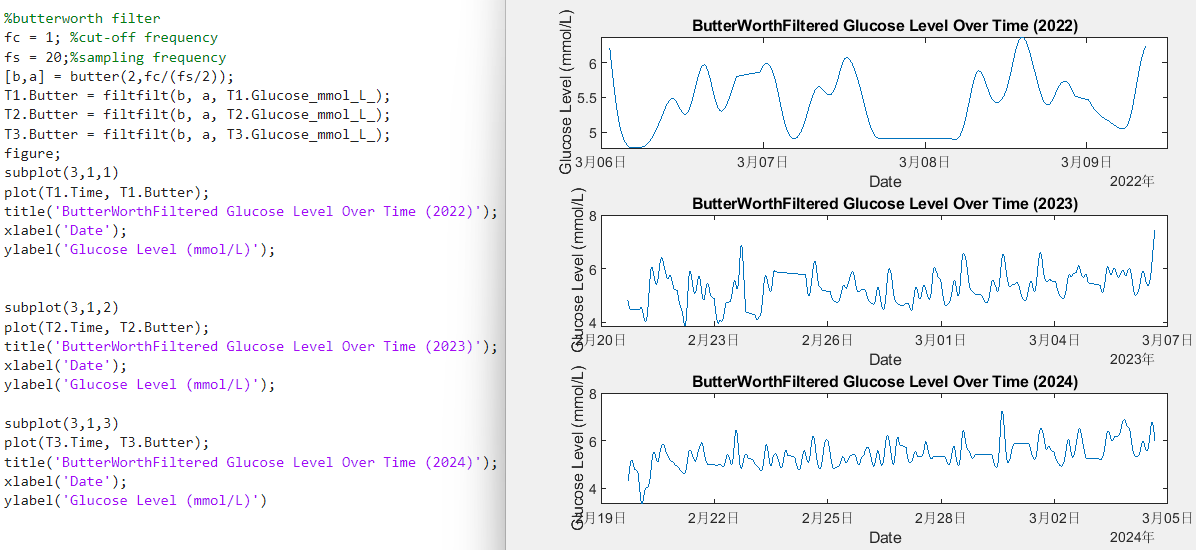 %butterworth filter
fc = 1; %cut-off frequency
fs = 20;%sampling frequency
[b,a] = butter(2,fc/(fs/2));
T1.Butter = filtfilt(b, a, T1.Glucose_mmol_L_);
T2.Butter = filtfilt(b, a, T2.Glucose_mmol_L_);
T3.Butter = filtfilt(b, a, T3.Glucose_mmol_L_);
figure;
subplot(3,1,1)
plot(T1.Time, T1.Butter);
title('ButterWorthFiltered Glucose Level Over Time (2022)');
xlabel('Date');
ylabel('Glucose Level (mmol/L)');
subplot(3,1,2)
plot(T2.Time, T2.Butter);
title('ButterWorthFiltered Glucose Level Over Time (2023)');
xlabel('Date');
ylabel('Glucose Level (mmol/L)');
subplot(3,1,3)
plot(T3.Time, T3.Butter);
title('ButterWorthFiltered Glucose Level Over Time (2024)');
xlabel('Date');
ylabel('Glucose Level (mmol/L)')
ButterWorthFiltered Glucose Level Over Time (2022)
Glucose Level (mmol/L)
6
5.5
5
3月06日 3月07日 3月08日 3月09日
Date
2022年
ButterWorthFiltered Glucose Level Over Time (2023)
Glucose Level (mmol/L)
8
6
4
2月20日 2月23日 2月26日 3月01日 3月04日 3月07日
Date
2023年
ButterWorthFiltered Glucose Level Over Time (2024)
Glucose Level (mmol/L)
8
6
4
2月19日 2月22日 2月25日 2月28日 3月02日 3月05日
Date
2024年